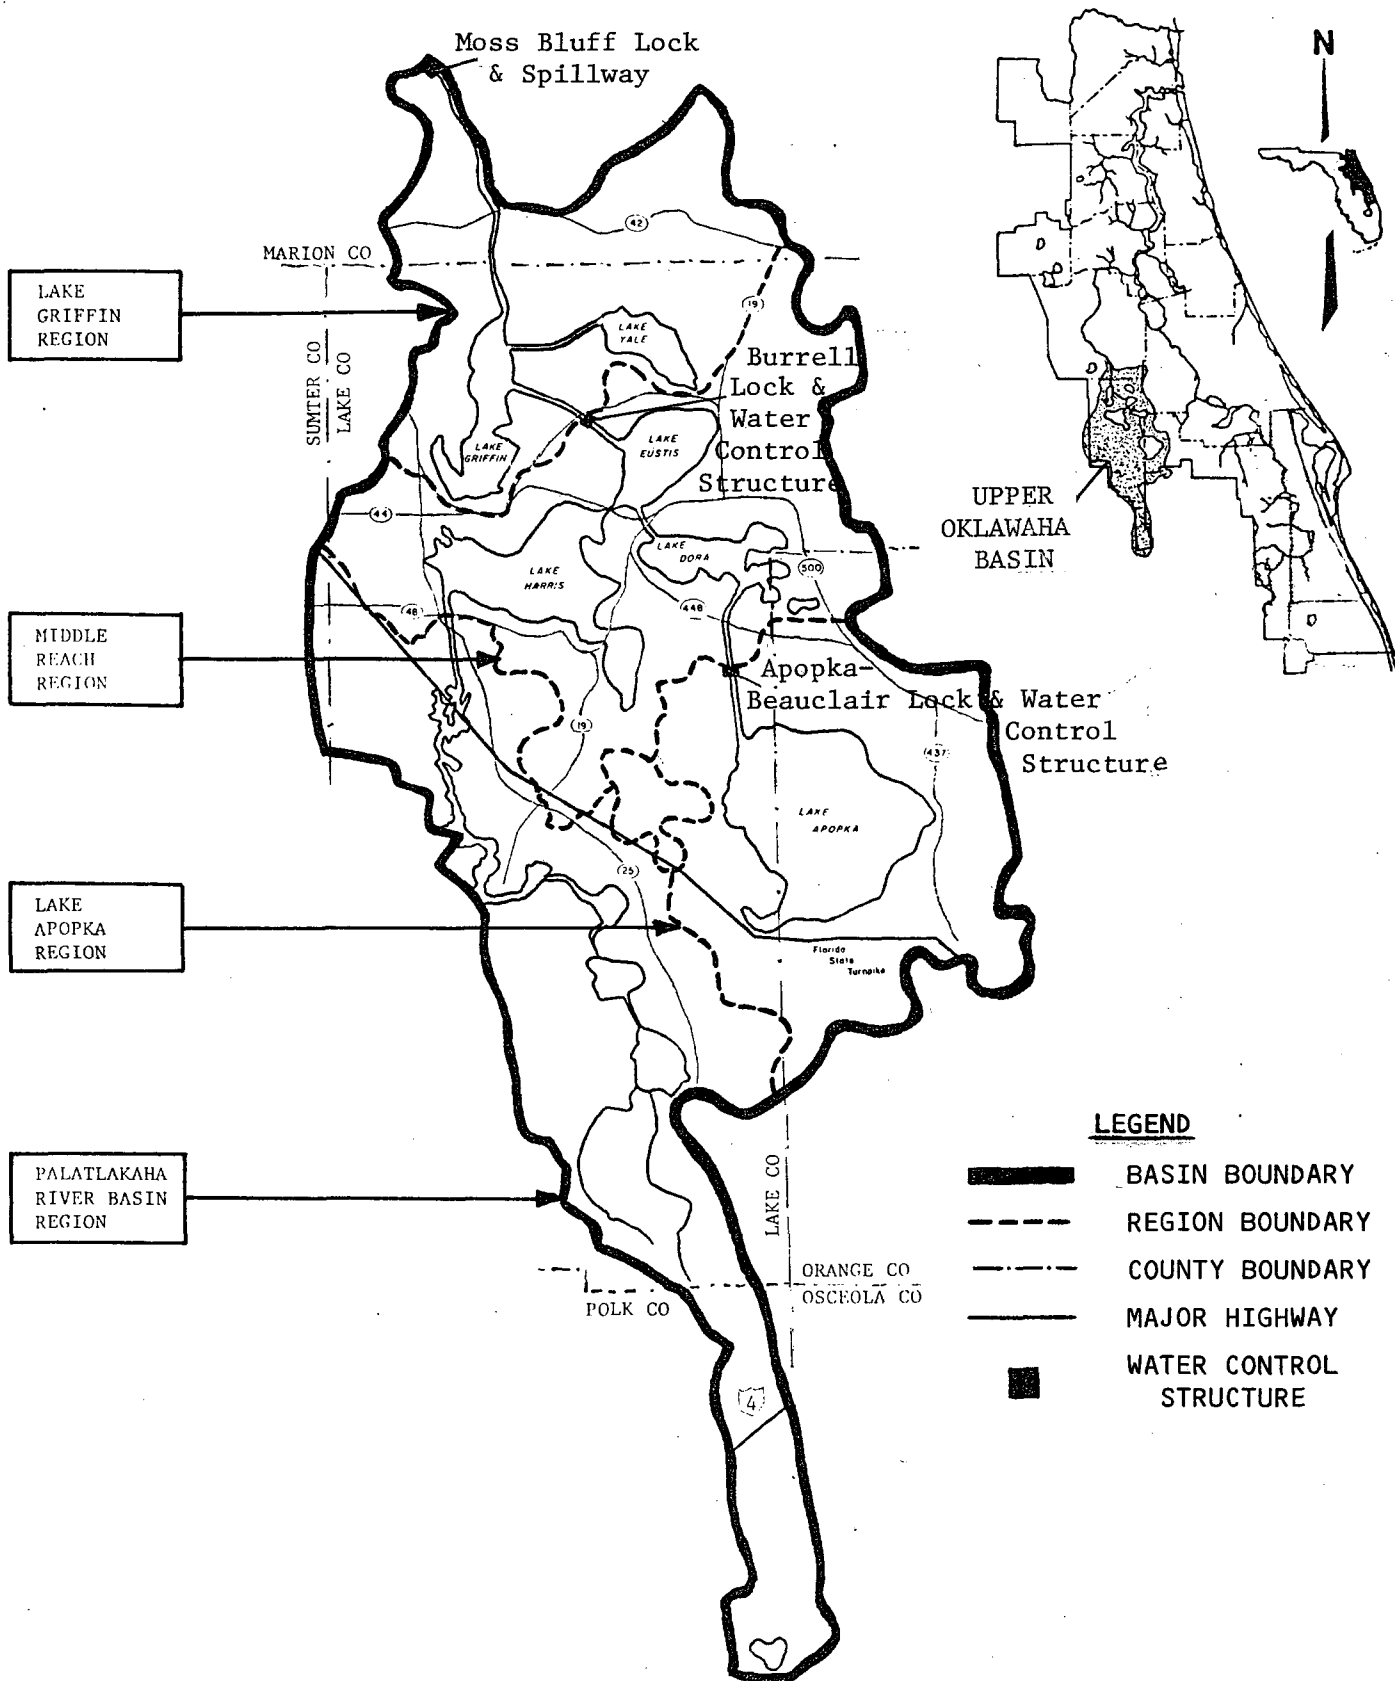 Moss Bluff Lock
& Spillway
N
42
MARION CO
LAKE
GRIFFIN
REGION
SUMTER CO
LAKE CO
19
LAKE
YALE
Burrell
Lock &
Water
Control
Structure
LAKE
GRIFFIN
LAKE
EUSTIS
44
UPPER
OKLAWAHA
BASIN
LAKE
DORA
LAKE
HARRIS
500
48
448
MIDDLE
REACH
REGION
Apopka-
Beauclair Lock & Water
Control
Structure
19
437
LAKE
APOPKA
25
LAKE
APOPKA
REGION
Florida
State
Turnpike
PALATLAKAHA
RIVER BASIN
REGION
LAKE CO
ORANGE CO
OSCEOLA CO
POLK CO
4
LEGEND
BASIN BOUNDARY
REGION BOUNDARY
COUNTY BOUNDARY
MAJOR HIGHWAY
WATER CONTROL
STRUCTURE